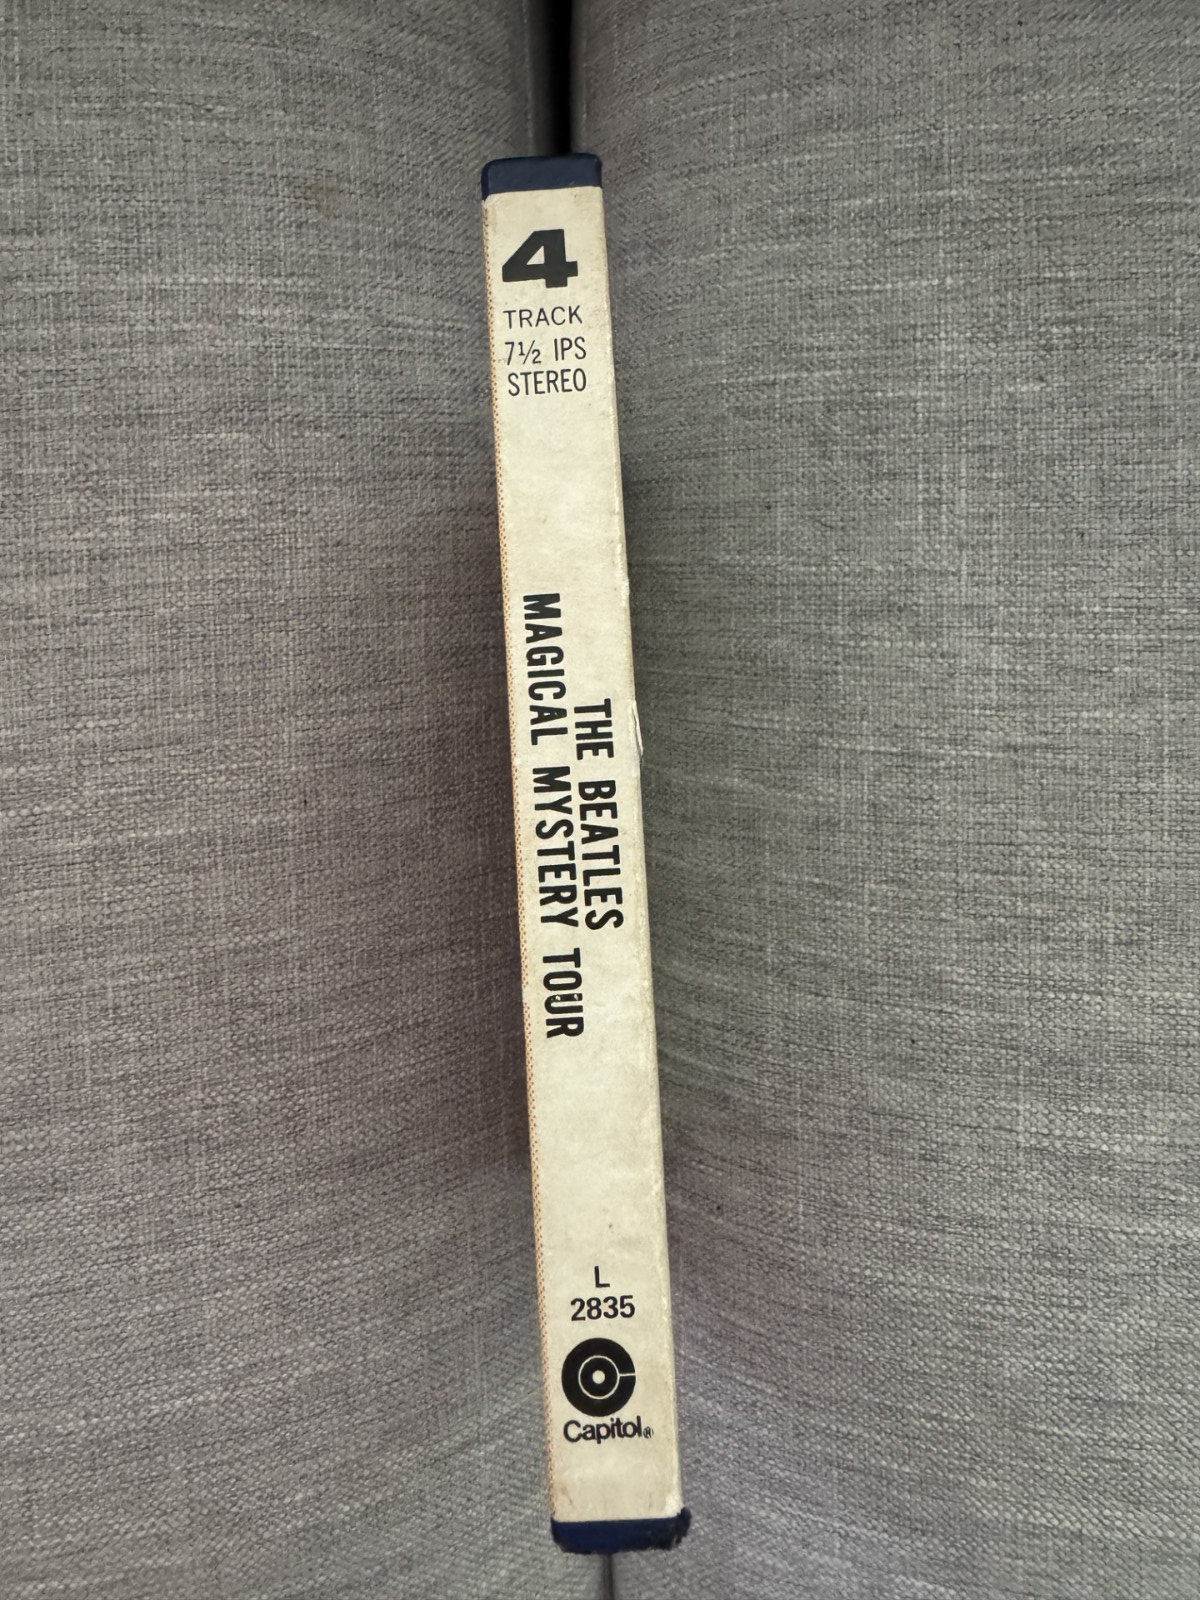 4
TRACK
7½ IPS
STEREO
THE BEATLES
MAGICAL MYSTERY TOUR
L
2835
Capitol®